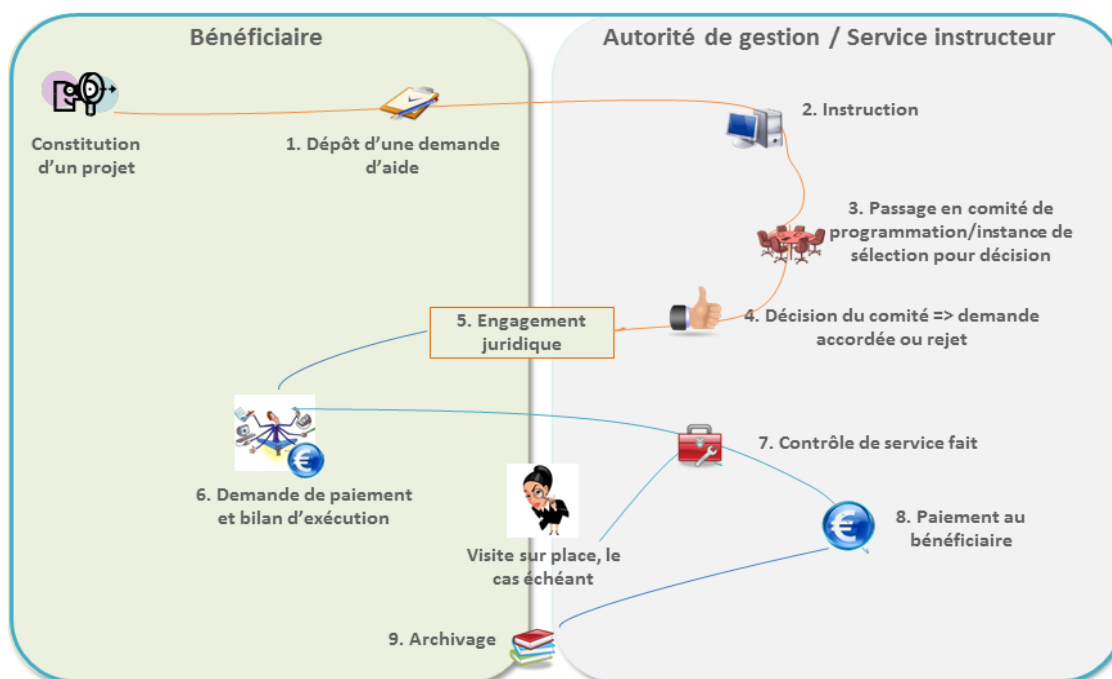 Bénéficiaire
Autorité de gestion / Service instructeur
Constitution
d’un projet
1. Dépôt d’une demande
d’aide
2. Instruction
3. Passage en comité de
programmation/instance de
sélection pour décision
4. Décision du comité => demande
accordée ou rejet
5. Engagement
juridique
6. Demande de paiement
et bilan d’exécution
7. Contrôle de service fait
Visite sur place, le
cas échéant
8. Paiement au
bénéficiaire
9. Archivage